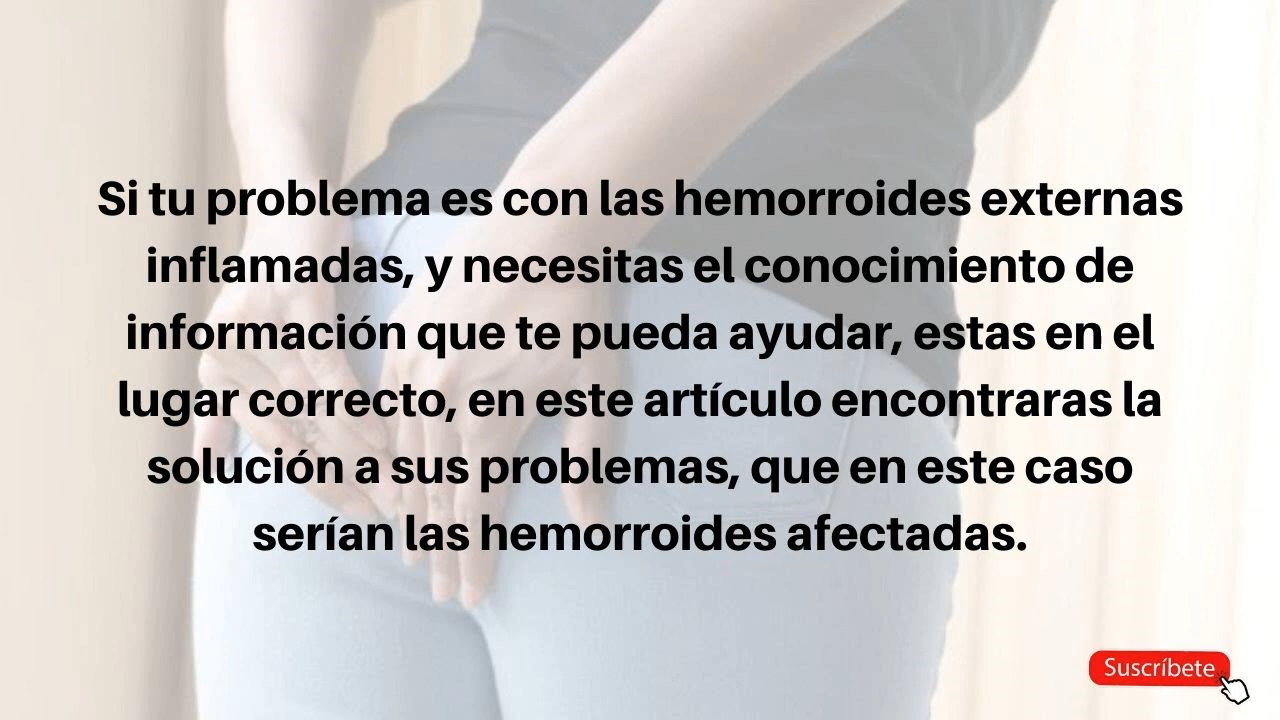 Si tu problema es con las hemorroides externas
inflamadas, y necesitas el conocimiento de
información que te pueda ayudar, estas en el
lugar correcto, en este artículo encontraras la
solución a sus problemas, que en este caso
serían las hemorroides afectadas.
Suscríbete